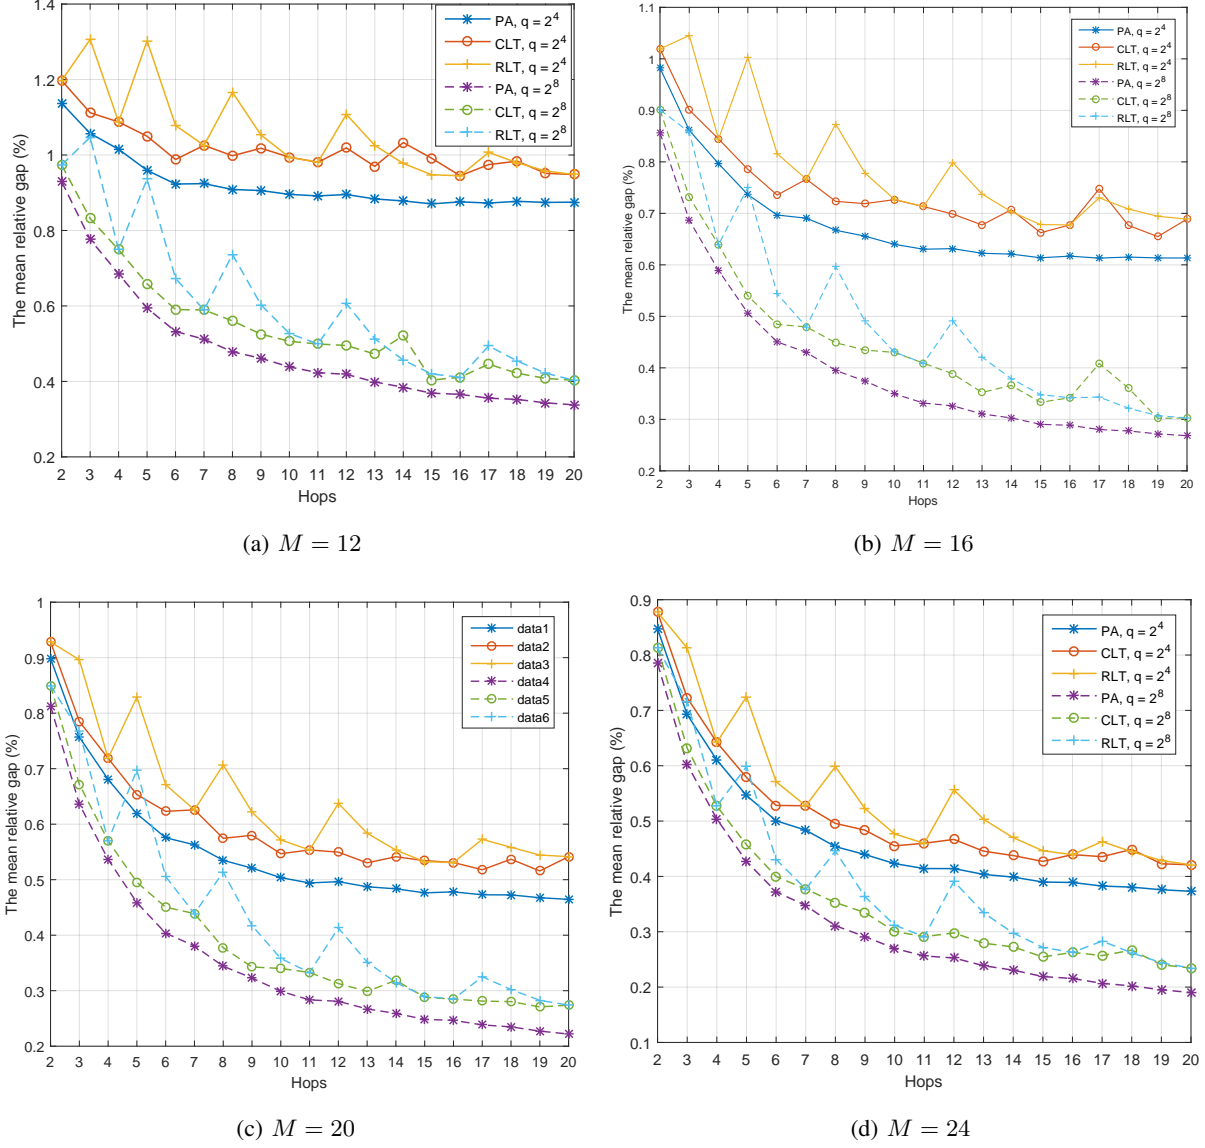 1.4
1.2
1
0.8
0.6
0.4
0.2
The mean relative gap (%)
2 3 4 5 6 7 8 9 10 11 12 13 14 15 16 17 18 19 20
Hops
PA, q = 2^4
CLT, q = 2^4
RLT, q = 2^4
PA, q = 2^8
CLT, q = 2^8
RLT, q = 2^8
(a) M = 12
1.1
1
0.9
0.8
0.7
0.6
0.5
0.4
0.3
0.2
The mean relative gap (%)
2 3 4 5 6 7 8 9 10 11 12 13 14 15 16 17 18 19 20
Hops
PA, q = 2^4
CLT, q = 2^4
RLT, q = 2^4
PA, q = 2^8
CLT, q = 2^8
RLT, q = 2^8
(b) M = 16
1
0.9
0.8
0.7
0.6
0.5
0.4
0.3
0.2
The mean relative gap (%)
2 3 4 5 6 7 8 9 10 11 12 13 14 15 16 17 18 19 20
Hops
data1
data2
data3
data4
data5
data6
(c) M = 20
0.9
0.8
0.7
0.6
0.5
0.4
0.3
0.2
0.1
The mean relative gap (%)
2 3 4 5 6 7 8 9 10 11 12 13 14 15 16 17 18 19 20
Hops
PA, q = 2^4
CLT, q = 2^4
RLT, q = 2^4
PA, q = 2^8
CLT, q = 2^8
RLT, q = 2^8
(d) M = 24